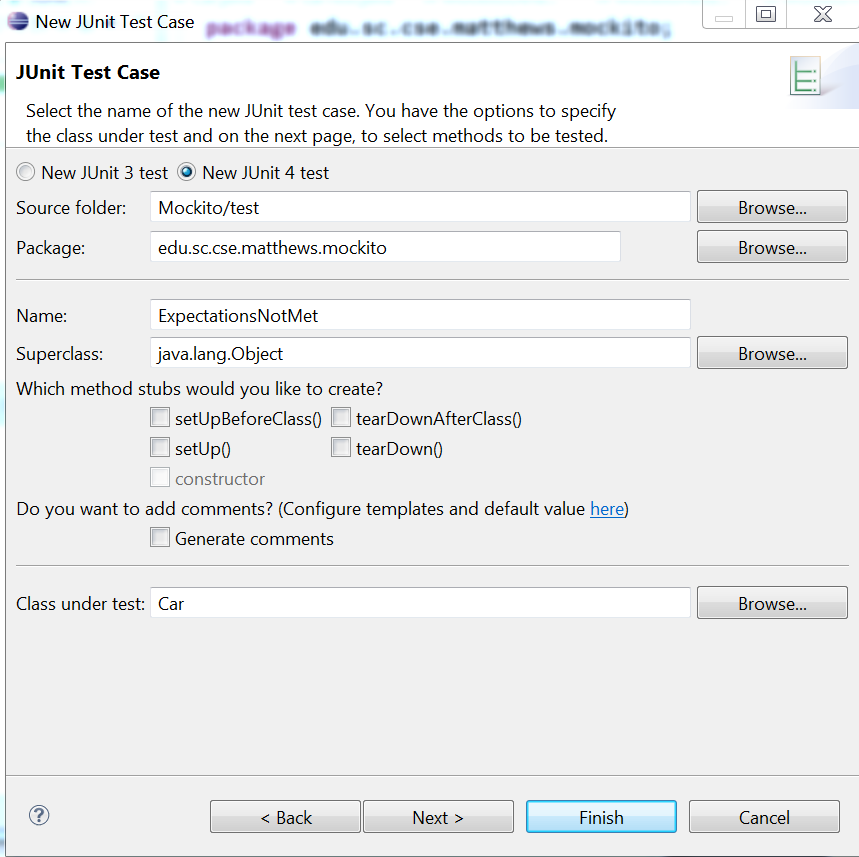 New JUnit Test Case package edu.sc.cse.matthews.mockito;
JUnit Test Case
Select the name of the new JUnit test case. You have the options to specify
the class under test and on the next page, to select methods to be tested.
New JUnit 3 test New JUnit 4 test
Source folder: Mockito/test Browse...
Package: edu.sc.cse.matthews.mockito Browse...
Name: ExpectationsNotMet
Superclass: java.lang.Object Browse...
Which method stubs would you like to create?
setUpBeforeClass() tearDownAfterClass()
setUp() tearDown()
constructor
Do you want to add comments? (Configure templates and default value here)
Generate comments
Class under test: Car Browse...
? < Back Next > Finish Cancel